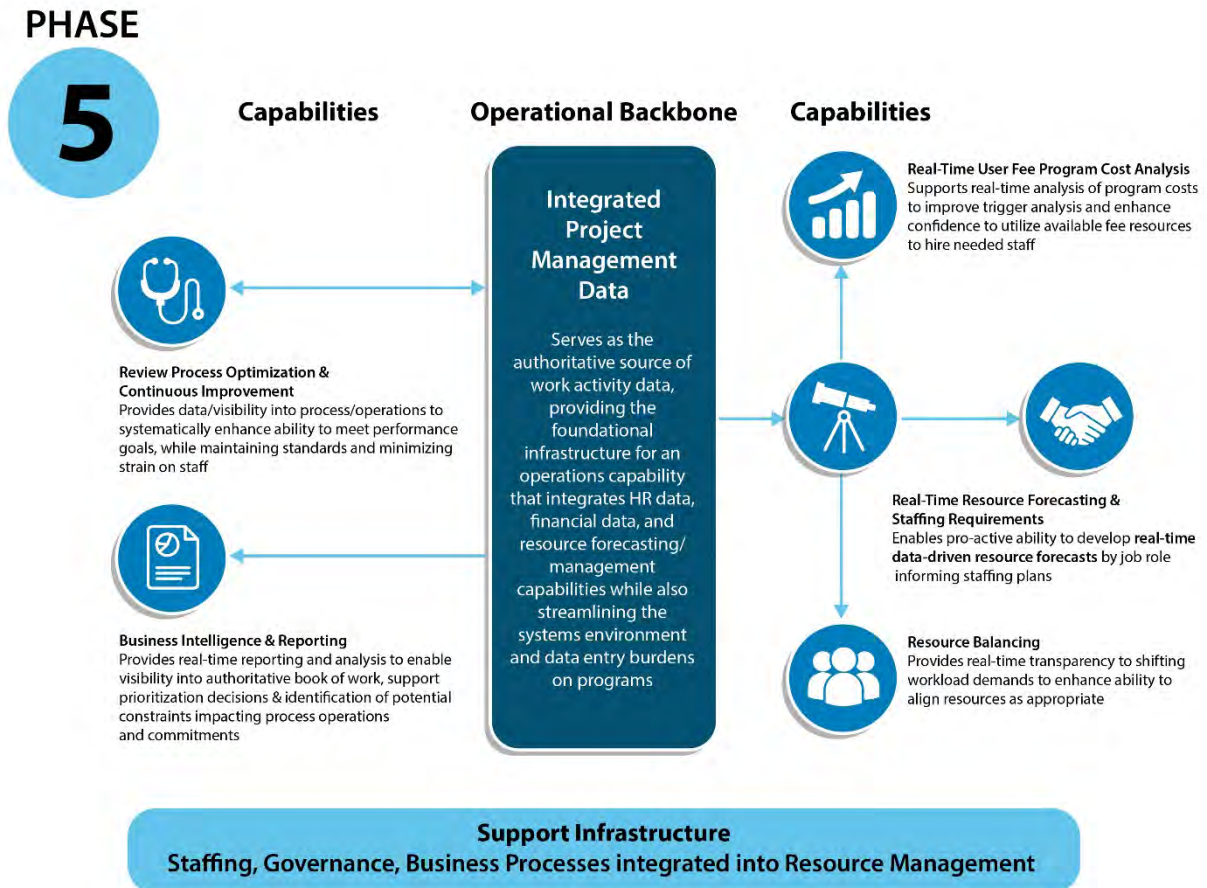 PHASE
5
Capabilities
Operational Backbone
Capabilities
Review Process Optimization &
Continuous Improvement
Provides data/visibility into process/operations to
systematically enhance ability to meet performance
goals, while maintaining standards and minimizing
strain on staff
Business Intelligence & Reporting
Provides real-time reporting and analysis to enable
visibility into authoritative book of work, support
prioritization decisions & identification of potential
constraints impacting process operations
and commitments
Integrated
Project
Management
Data
Serves as the
authoritative source of
work activity data,
providing the
foundational
infrastructure for an
operations capability
that integrates HR data,
financial data, and
resource forecasting/
management
capabilities while also
streamlining the
systems environment
and data entry burdens
on programs
Real-Time User Fee Program Cost Analysis
Supports real-time analysis of program costs
to improve trigger analysis and enhance
confidence to utilize available fee resources
to hire needed staff
Real-Time Resource Forecasting &
Staffing Requirements
Enables pro-active ability to develop real-time
data-driven resource forecasts by job role
informing staffing plans
Resource Balancing
Provides real-time transparency to shifting
workload demands to enhance ability to
align resources as appropriate
Support Infrastructure
Staffing, Governance, Business Processes integrated into Resource Management